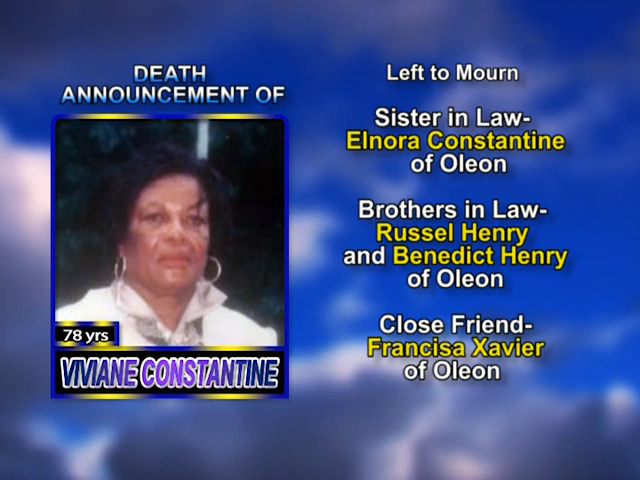 DEATH
ANNOUNCEMENT OF
78 yrs
VIVIANE CONSTANTINE
Left to Mourn
Sister in Law-
Elnora Constantine
of Oleon
Brothers in Law-
Russel Henry
and Benedict Henry
of Oleon
Close Friend-
Francisa Xavier
of Oleon